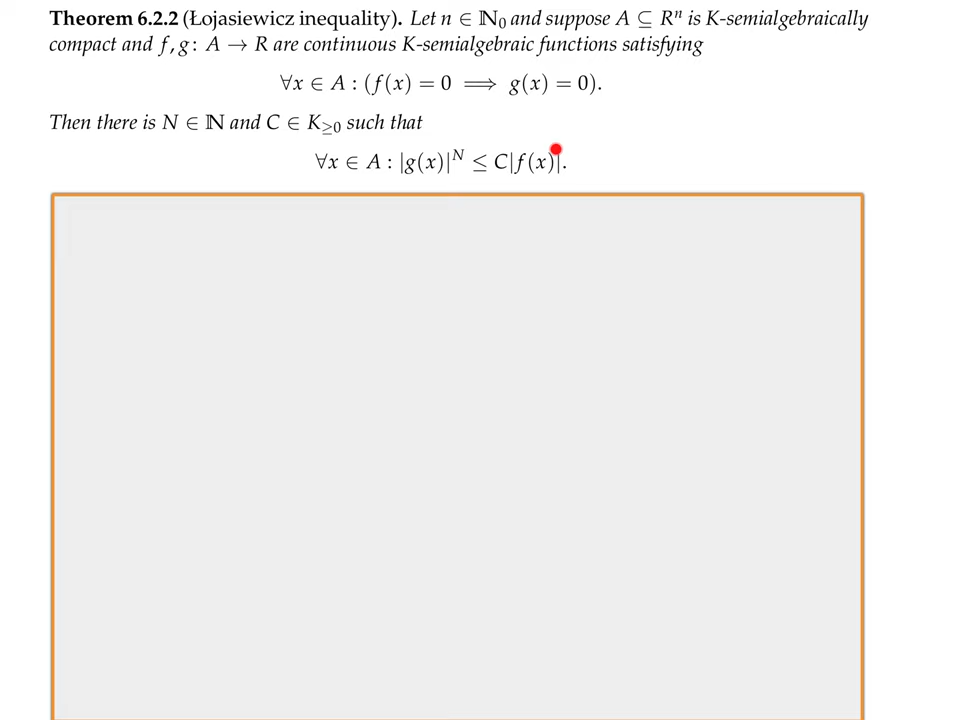 Theorem 6.2.2 (Łojasiewicz inequality). Let n ∈ ℕ₀ and suppose A ⊆ Rⁿ is K-semialgebraically
compact and f, g : A → R are continuous K-semialgebraic functions satisfying
∀x ∈ A : (f(x) = 0 ⟹ g(x) = 0).
Then there is N ∈ ℕ and C ∈ K≥₀ such that
∀x ∈ A : |g(x)|ᴺ ≤ C|f(x)|.